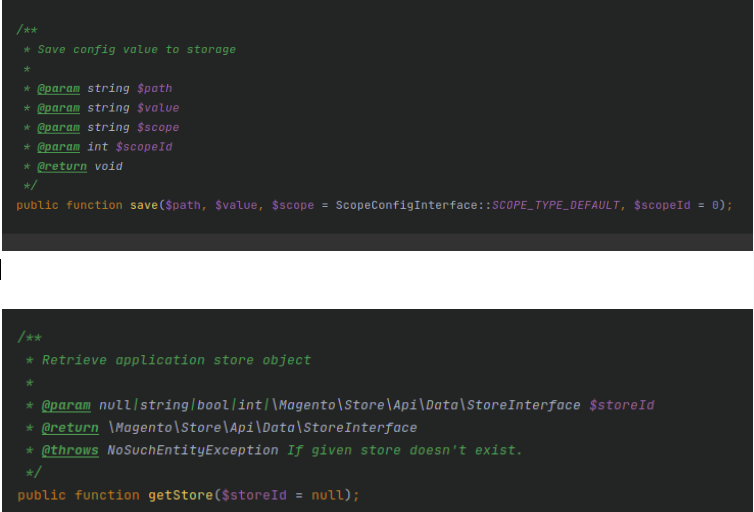 /**
* Save config value to storage
*
* @param string $path
* @param string $value
* @param string $scope
* @param int $scopeId
* @return void
*/
public function save($path, $value, $scope = ScopeConfigInterface::SCOPE_TYPE_DEFAULT, $scopeId = 0);
/**
* Retrieve application store object
*
* @param null|string|bool|int|\Magento\Store\Api\Data\StoreInterface $storeId
* @return \Magento\Store\Api\Data\StoreInterface
* @throws NoSuchEntityException If given store doesn't exist.
*/
public function getStore($storeId = null);